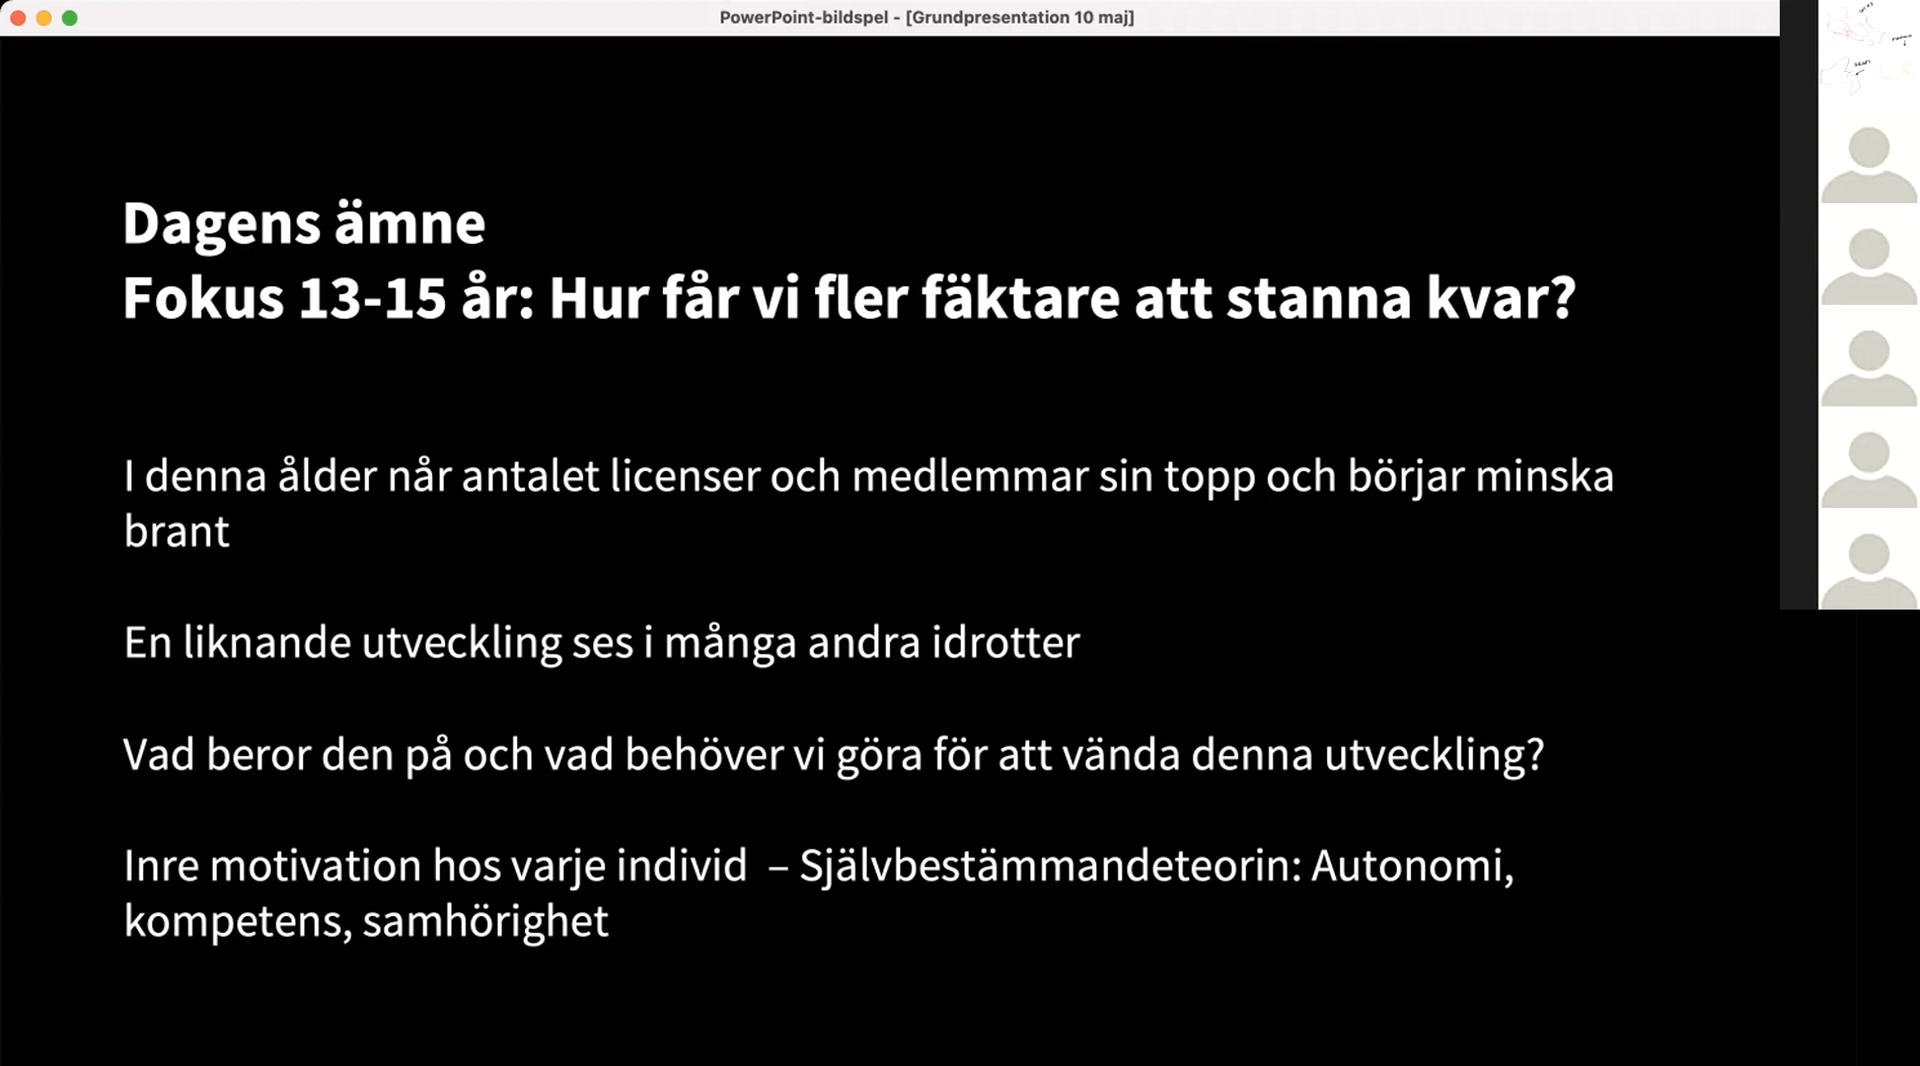 PowerPoint-bildspel - [Grundpresentation 10 maj]
Dagens ämne
Fokus 13-15 år: Hur får vi fler fäktare att stanna kvar?
I denna ålder når antalet licenser och medlemmar sin topp och börjar minska
brant
En liknande utveckling ses i många andra idrotter
Vad beror den på och vad behöver vi göra för att vända denna utveckling?
Inre motivation hos varje individ  – Självbestämmandeteorin: Autonomi,
kompetens, samhörighet